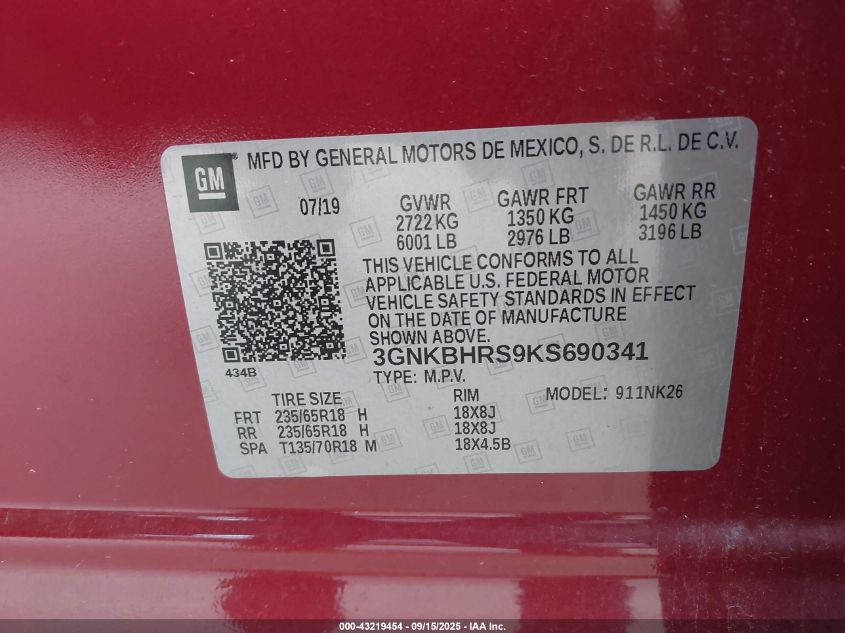 GM ® MFD BY GENERAL MOTORS DE MEXICO, S. DE R.L. DE C.V.
07/19 GVWR GAWR FRT GAWR RR
2722 KG 1350 KG 1450 KG
6001 LB 2976 LB 3196 LB
THIS VEHICLE CONFORMS TO ALL
APPLICABLE U.S. FEDERAL MOTOR
VEHICLE SAFETY STANDARDS IN EFFECT
ON THE DATE OF MANUFACTURE
SHOWN ABOVE.
434B 3GNKBHRS9KS690341
TYPE: M.P.V.
TIRE SIZE RIM MODEL: 911NK26
FRT 235/65R18 H 18X8J
RR 235/65R18 H 18X8J
SPA T135/70R18 M 18X4.5B
000-43219454 - 09/15/2025 - IAA Inc.